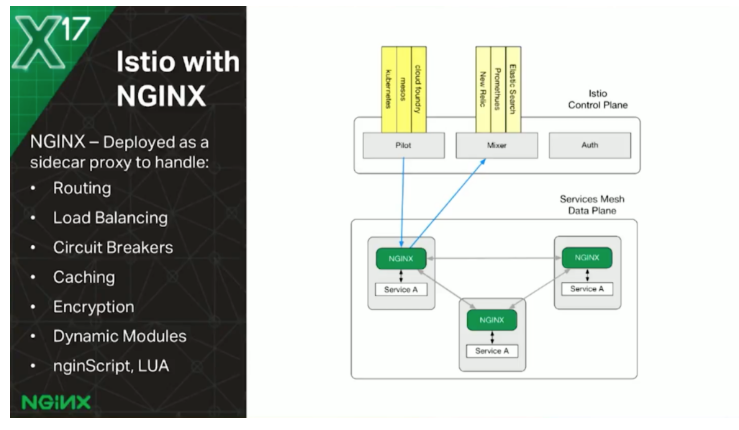 X17
Istio with
NGINX
NGINX – Deployed as a
sidecar proxy to handle:
• Routing
• Load Balancing
• Circuit Breakers
• Caching
• Encryption
• Dynamic Modules
• nginScript, LUA
NGINX
kubernetes
mesos
cloud foundry
New Relic
Promethues
Elastic Search
Istio
Control Plane
Pilot
Mixer
Auth
Services Mesh
Data Plane
NGINX
Service A
NGINX
Service A
NGINX
Service A